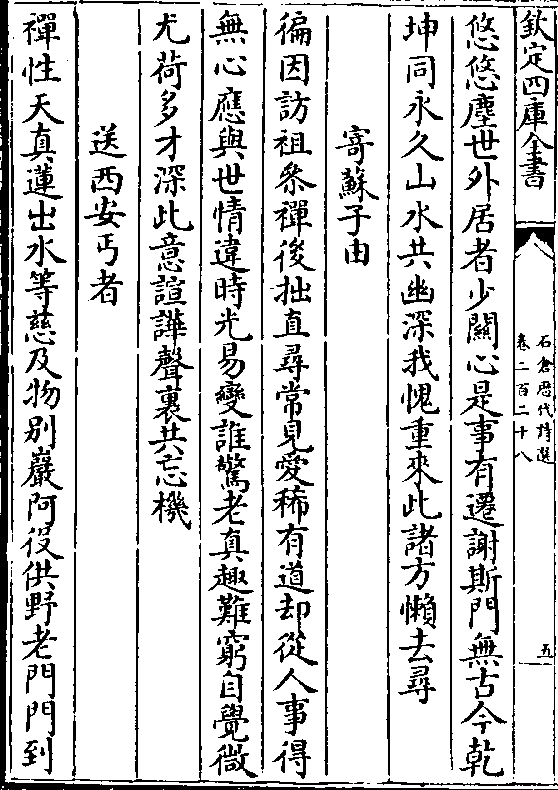 欽定四庫全書
石倉歴代詩選
卷二百二十八
五
悠悠塵世外居者少關心是事有遷謝斯門無古今乾
坤同永久山水共幽深我愧重來此諸方懶去尋
寄蘇子由
徧因訪祖叅禪後拙直尋常見愛稀有道却從人事得
無心應與世情違時光易變誰驚老真趣難窮自覺微
尤荷多才深此意諠譁聲裏共忘機
送西安丐者
禪性天真蓮出水等慈及物别巖阿役供野老門門到